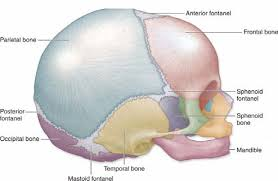 Anterior fontanel
Parietal bone
Frontal bone
Sphenoid
fontanel
Posterior
fontanel
Sphenoid
bone
Occipital bone
Mandible
Temporal bone
Mastoid fontanel